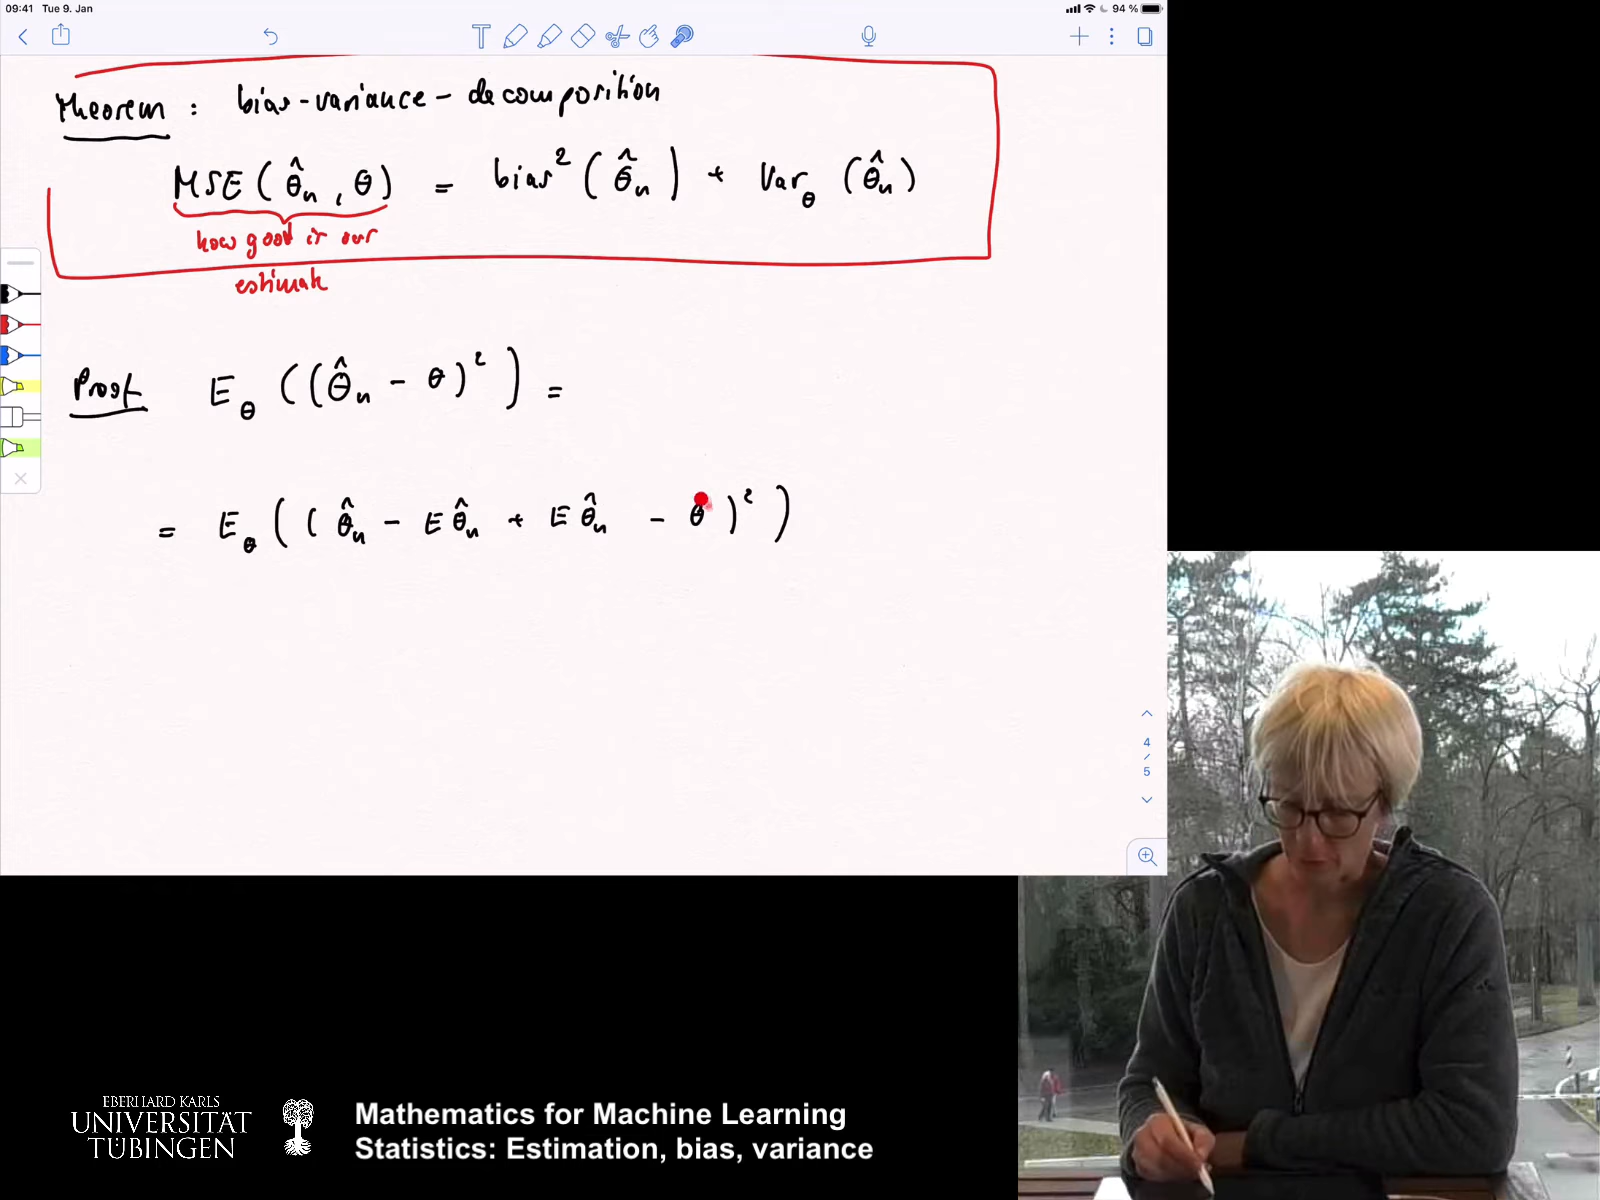 09:41 Tue 9. Jan
94 %
Theorem : bias-variance-decomposition
MSE ( θ̂ₙ , θ ) = bias² ( θ̂ₙ ) + Var_θ ( θ̂ₙ )
how good is our
estimate
Proof E_θ ( ( θ̂ₙ - θ )² ) =
= E_θ ( ( θ̂ₙ - E θ̂ₙ + E θ̂ₙ - θ )² )
4
/
5
EBERHARD KARLS
UNIVERSITÄT
TÜBINGEN
Mathematics for Machine Learning
Statistics: Estimation, bias, variance